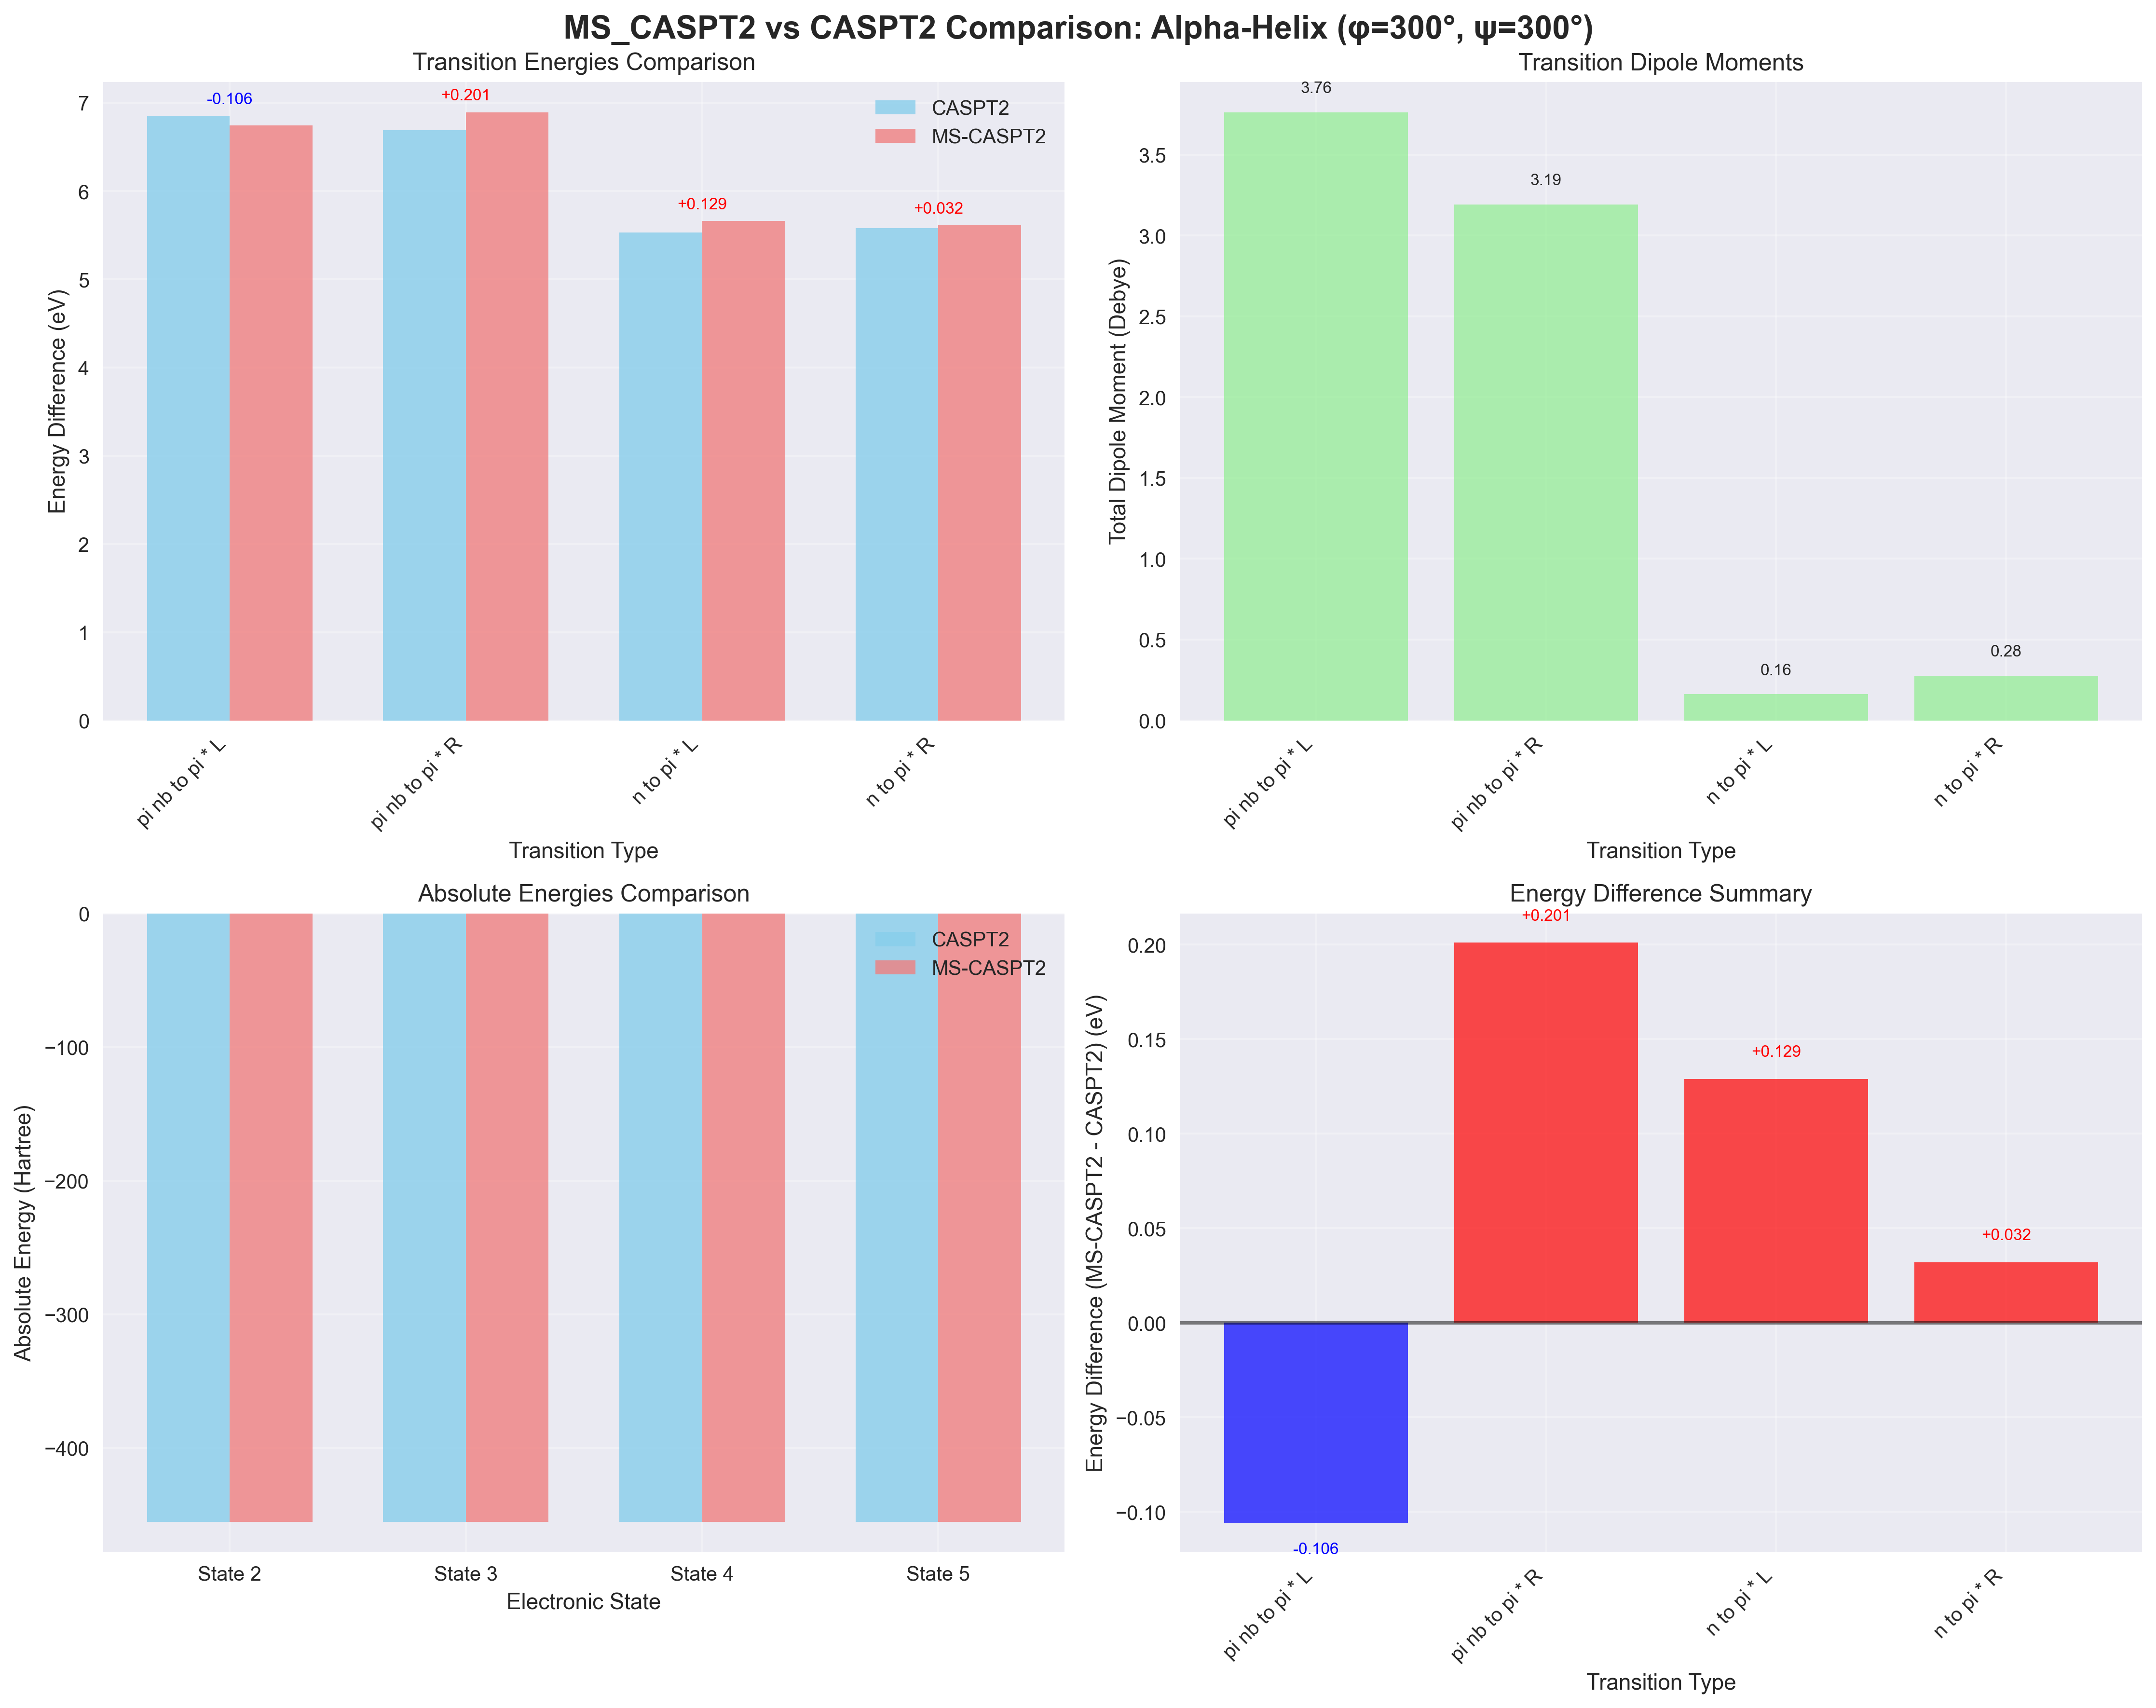 MS_CASPT2 vs CASPT2 Comparison: Alpha-Helix (φ=300°, ψ=300°)
Transition Energies Comparison
Energy Difference (eV)
7
6
5
4
3
2
1
0
-0.106
+0.201
+0.129
+0.032
CASPT2
MS-CASPT2
pi nb to pi * L
pi nb to pi * R
n to pi * L
n to pi * R
Transition Type
Transition Dipole Moments
Total Dipole Moment (Debye)
3.5
3.0
2.5
2.0
1.5
1.0
0.5
0.0
3.76
3.19
0.16
0.28
pi nb to pi * L
pi nb to pi * R
n to pi * L
n to pi * R
Transition Type
Absolute Energies Comparison
Absolute Energy (Hartree)
0
−100
−200
−300
−400
CASPT2
MS-CASPT2
State 2
State 3
State 4
State 5
Electronic State
Energy Difference Summary
Energy Difference (MS-CASPT2 - CASPT2) (eV)
0.20
0.15
0.10
0.05
0.00
−0.05
−0.10
+0.201
+0.129
+0.032
-0.106
pi nb to pi * L
pi nb to pi * R
n to pi * L
n to pi * R
Transition Type